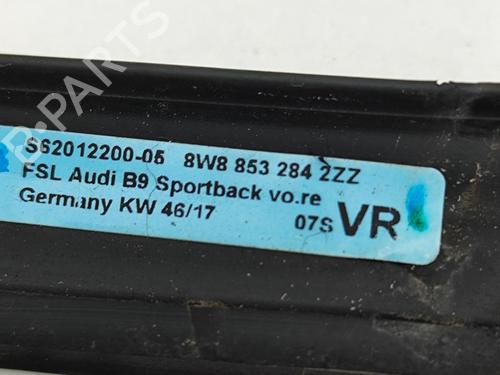 B-PARTS
S62012200-05 8W8 853 284 2ZZ
FSL Audi B9 Sportback vo.re
Germany KW 46/17 07S VR